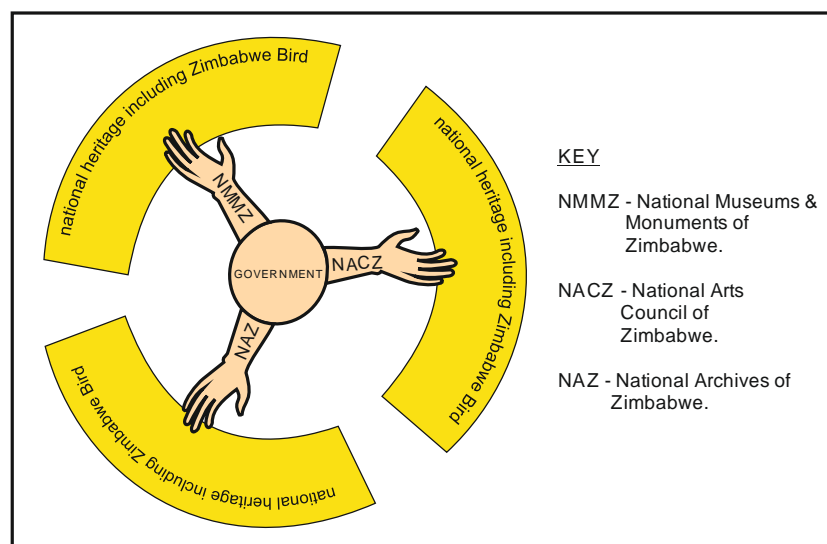 national heritage including Zimbabwe Bird
NMMZ
GOVERNMENT
NACZ
national heritage including Zimbabwe Bird
NAZ
national heritage including Zimbabwe Bird
KEY
NMMZ - National Museums &
Monuments of
Zimbabwe.
NACZ - National Arts
Council of
Zimbabwe.
NAZ - National Archives of
Zimbabwe.